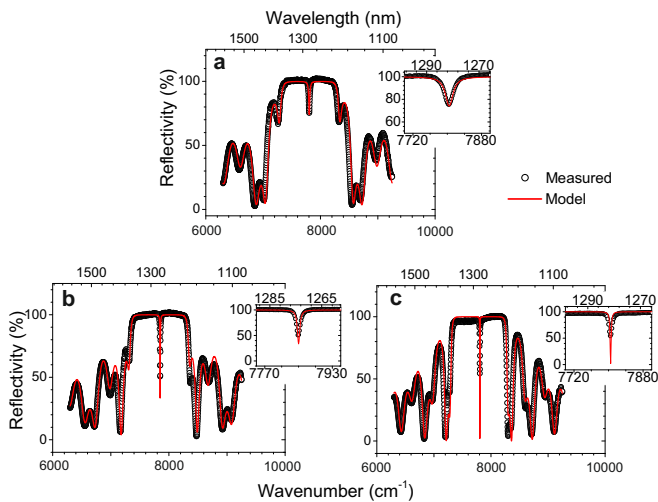 Wavelength (nm)
1500 1300 1100
a
100
50
0
Reflectivity (%)
6000 8000 10000
1290 1270
100
80
60
7720 7880
Measured
Model
1500 1300 1100
b
100
50
0
Reflectivity (%)
6000 8000 10000
1285 1265
100
50
0
7770 7930
1500 1300 1100
c
100
50
0
6000 8000 10000
1290 1270
100
50
0
7720 7880
Wavenumber (cm⁻¹)